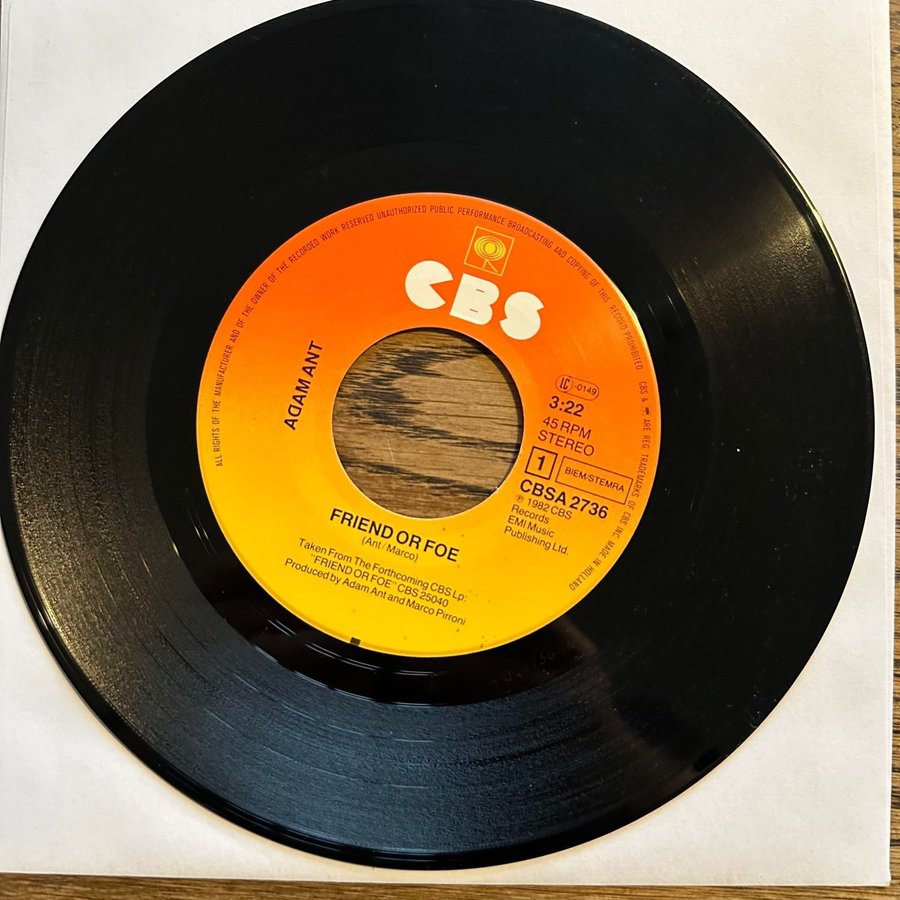 ALL RIGHTS OF THE MANUFACTURER AND OF THE OWNER OF THE RECORDED WORK RESERVED UNAUTHORIZED PUBLIC PERFORMANCE BROADCASTING AND COPYING OF THIS RECORD PROHIBITED. CBS & ARE REG. TRADEMARKS OF CBS INC. MADE IN HOLLAND
CBS
ADAM ANT
LC -0149
3:22
45 RPM
STEREO
1 BIEM/STEMRA
CBSA 2736
℗ 1982 CBS
Records
EMI Music
Publishing Ltd.
FRIEND OR FOE
(Ant / Marco)
Taken From The Forthcoming CBS Lp:
"FRIEND OR FOE" CBS 25040
Produced by Adam Ant and Marco Pirroni